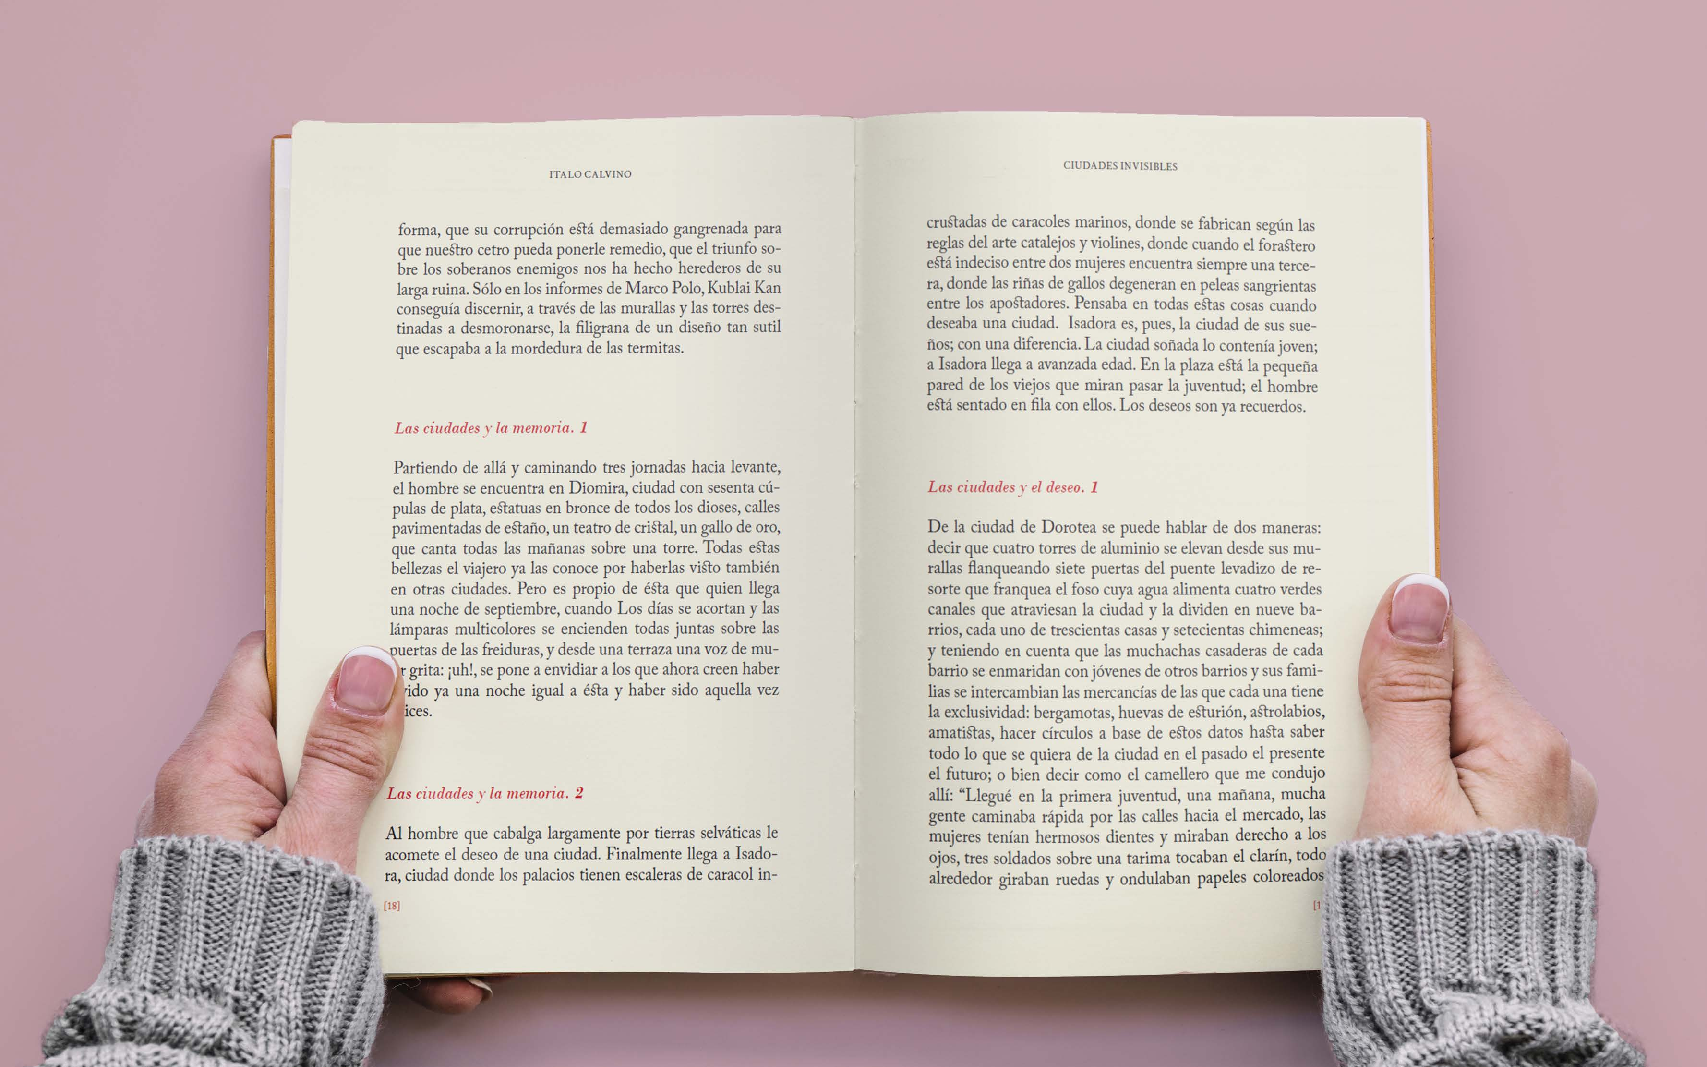 ITALO CALVINO
forma, que su corrupción está demasiado gangrenada para
que nuestro cetro pueda ponerle remedio, que el triunfo so-
bre los soberanos enemigos nos ha hecho herederos de su
larga ruina. Sólo en los informes de Marco Polo, Kublai Kan
conseguía discernir, a través de las murallas y las torres des-
tinadas a desmoronarse, la filigrana de un diseño tan sutil
que escapaba a la mordedura de las termitas.
Las ciudades y la memoria. 1
Partiendo de allá y caminando tres jornadas hacia levante,
el hombre se encuentra en Diomira, ciudad con sesenta cú-
pulas de plata, estatuas en bronce de todos los dioses, calles
pavimentadas de estaño, un teatro de cristal, un gallo de oro,
que canta todas las mañanas sobre una torre. Todas estas
bellezas el viajero ya las conoce por haberlas visto también
en otras ciudades. Pero es propio de ésta que quien llega
una noche de septiembre, cuando Los días se acortan y las
lámparas multicolores se encienden todas juntas sobre las
puertas de las freiduras, y desde una terraza una voz de mu-
grita: ¡uh!, se pone a envidiar a los que ahora creen haber
ya una noche igual a ésta y haber sido aquella vez
Las ciudades y la memoria. 2
Al hombre que cabalga largamente por tierras selváticas le
acomete el deseo de una ciudad. Finalmente llega a Isado-
ra, ciudad donde los palacios tienen escaleras de caracol in-
[18]
CIUDADES INVISIBLES
crustadas de caracoles marinos, donde se fabrican según las
reglas del arte catalejos y violines, donde cuando el forastero
está indeciso entre dos mujeres encuentra siempre una terce-
ra, donde las riñas de gallos degeneran en peleas sangrientas
entre los apostadores. Pensaba en todas estas cosas cuando
deseaba una ciudad. Isadora es, pues, la ciudad de sus sue-
ños; con una diferencia. La ciudad soñada lo contenía joven;
a Isadora llega a avanzada edad. En la plaza está la pequeña
pared de los viejos que miran pasar la juventud; el hombre
está sentado en fila con ellos. Los deseos son ya recuerdos.
Las ciudades y el deseo. 1
De la ciudad de Dorotea se puede hablar de dos maneras:
decir que cuatro torres de aluminio se elevan desde sus mu-
rallas flanqueando siete puertas del puente levadizo de re-
sorte que franquea el foso cuya agua alimenta cuatro verdes
canales que atraviesan la ciudad y la dividen en nueve ba-
rrios, cada uno de trescientas casas y setecientas chimeneas;
y teniendo en cuenta que las muchachas casaderas de cada
barrio se enmaridan con jóvenes de otros barrios y sus fami-
lias se intercambian las mercancías de las que cada una tiene
la exclusividad: bergamotas, huevas de esturión, astrolabios,
amatistas, hacer círculos a base de estos datos hasta saber
todo lo que se quiera de la ciudad en el pasado el presente
el futuro; o bien decir como el camellero que me condujo
allí: “Llegué en la primera juventud, una mañana, mucha
gente caminaba rápida por las calles hacia el mercado, las
mujeres tenían hermosos dientes y miraban derecho a los
ojos, tres soldados sobre una tarima tocaban el clarín, todo
alrededor giraban ruedas y ondulaban papeles coloreados